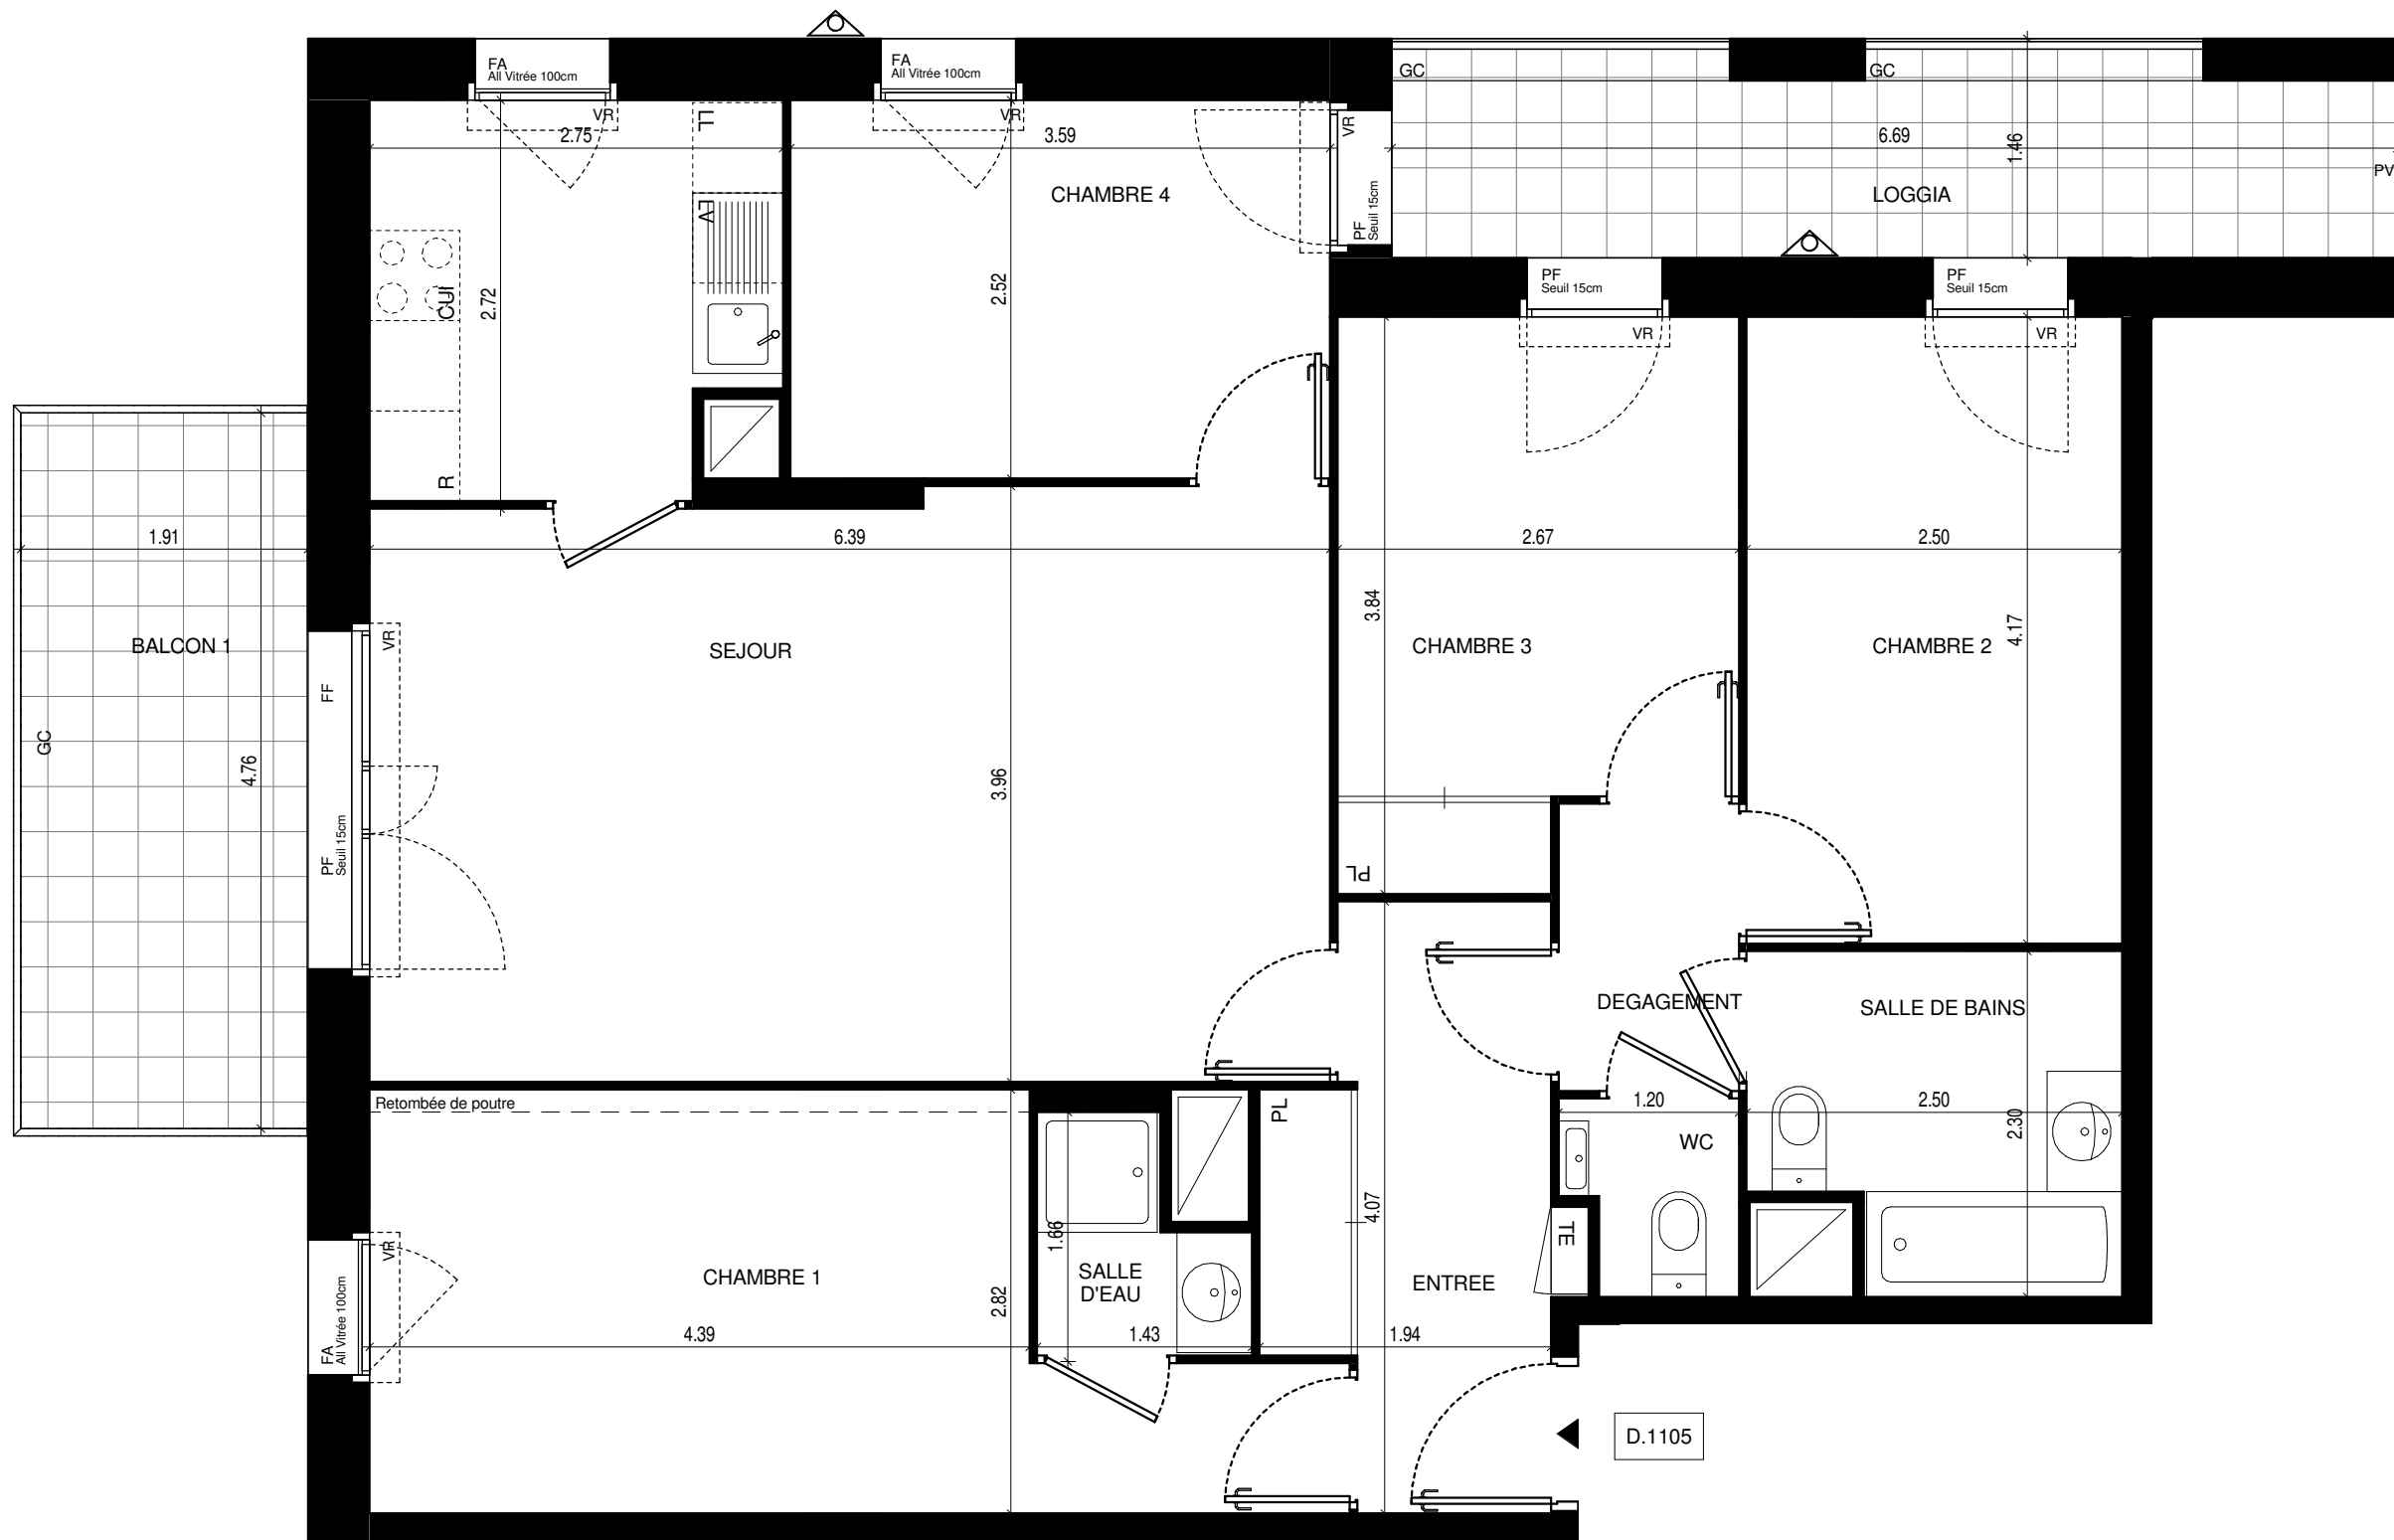 FA
All Vitrée 100cm
VR
FA
All Vitrée 100cm
VR
GC
GC
2.75
LL
3.59
VR
6.69
1.46
PV
CHAMBRE 4
LOGGIA
LV
PF
Seuil 15cm
CUI
2.72
2.52
PF
Seuil 15cm
VR
PF
Seuil 15cm
VR
R
1.91
6.39
2.67
2.50
3.84
4.17
BALCON 1
VR
SEJOUR
CHAMBRE 3
CHAMBRE 2
FF
GC
4.76
3.96
PF
Seuil 15cm
PL
DEGAGEMENT
SALLE DE BAINS
Retombée de poutre
PL
1.20
2.50
2.30
WC
1.66
4.07
TE
VR
CHAMBRE 1
SALLE
D'EAU
ENTREE
2.82
FA
All Vitrée 100cm
4.39
1.43
1.94
D.1105